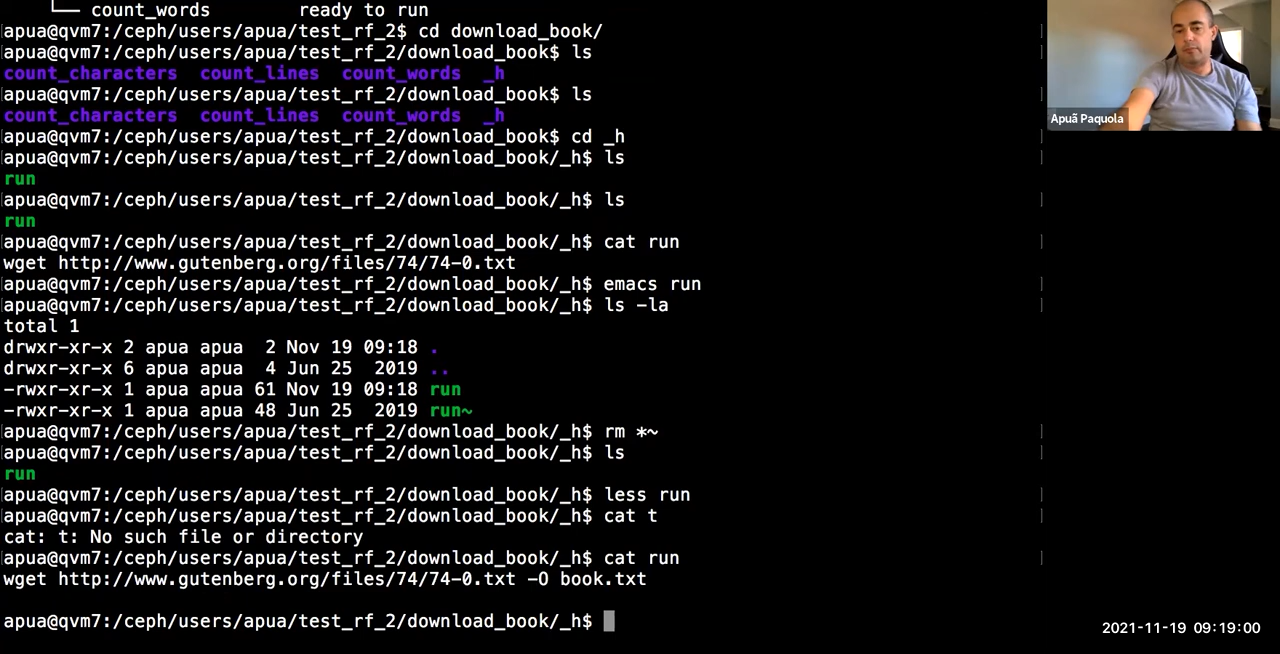 └── count_words        ready to run
apua@qvm7:/ceph/users/apua/test_rf_2$ cd download_book/
apua@qvm7:/ceph/users/apua/test_rf_2/download_book$ ls
count_characters  count_lines  count_words  _h
apua@qvm7:/ceph/users/apua/test_rf_2/download_book$ ls
count_characters  count_lines  count_words  _h
apua@qvm7:/ceph/users/apua/test_rf_2/download_book$ cd _h
apua@qvm7:/ceph/users/apua/test_rf_2/download_book/_h$ ls
run
apua@qvm7:/ceph/users/apua/test_rf_2/download_book/_h$ ls
run
apua@qvm7:/ceph/users/apua/test_rf_2/download_book/_h$ cat run
wget http://www.gutenberg.org/files/74/74-0.txt
apua@qvm7:/ceph/users/apua/test_rf_2/download_book/_h$ emacs run
apua@qvm7:/ceph/users/apua/test_rf_2/download_book/_h$ ls -la
total 1
drwxr-xr-x 2 apua apua  2 Nov 19 09:18 .
drwxr-xr-x 6 apua apua  4 Jun 25  2019 ..
-rwxr-xr-x 1 apua apua 61 Nov 19 09:18 run
-rwxr-xr-x 1 apua apua 48 Jun 25  2019 run~
apua@qvm7:/ceph/users/apua/test_rf_2/download_book/_h$ rm *~
apua@qvm7:/ceph/users/apua/test_rf_2/download_book/_h$ ls
run
apua@qvm7:/ceph/users/apua/test_rf_2/download_book/_h$ less run
apua@qvm7:/ceph/users/apua/test_rf_2/download_book/_h$ cat t
cat: t: No such file or directory
apua@qvm7:/ceph/users/apua/test_rf_2/download_book/_h$ cat run
wget http://www.gutenberg.org/files/74/74-0.txt -O book.txt
apua@qvm7:/ceph/users/apua/test_rf_2/download_book/_h$
Apuã Paquola
2021-11-19 09:19:00